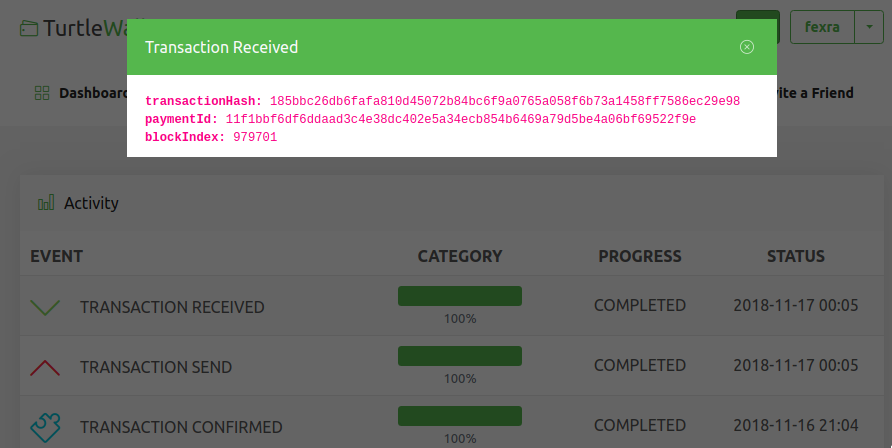 TurtleWa
fexra
Transaction Received
Dashboard
ite a Friend
transactionHash: 185bbc26db6fafa810d45072b84bc6f9a0765a058f6b73a1458ff7586ec29e98
paymentId: 11f1bbf6df6ddaad3c4e38dc402e5a34ecb854b6469a79d5be4a06bf69522f9e
blockIndex: 979701
Activity
EVENT CATEGORY PROGRESS STATUS
TRANSACTION RECEIVED 100% COMPLETED 2018-11-17 00:05
TRANSACTION SEND 100% COMPLETED 2018-11-17 00:05
TRANSACTION CONFIRMED 100% COMPLETED 2018-11-16 21:04